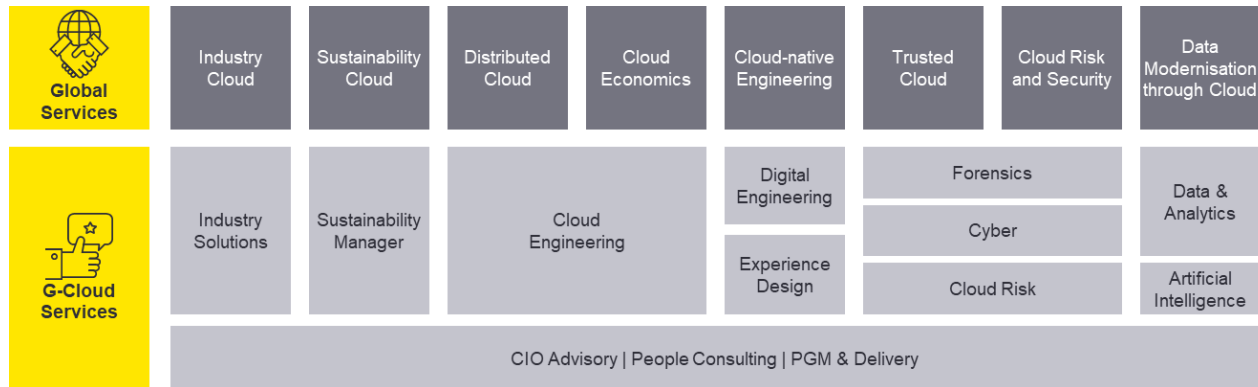 Global
Services
Industry
Cloud
Sustainability
Cloud
Distributed
Cloud
Cloud
Economics
Cloud-native
Engineering
Trusted
Cloud
Cloud Risk
and Security
Data
Modernisation
through Cloud
G-Cloud
Services
Industry
Solutions
Sustainability
Manager
Cloud
Engineering
Digital
Engineering
Experience
Design
Forensics
Cyber
Cloud Risk
Data &
Analytics
Artificial
Intelligence
CIO Advisory | People Consulting | PGM & Delivery